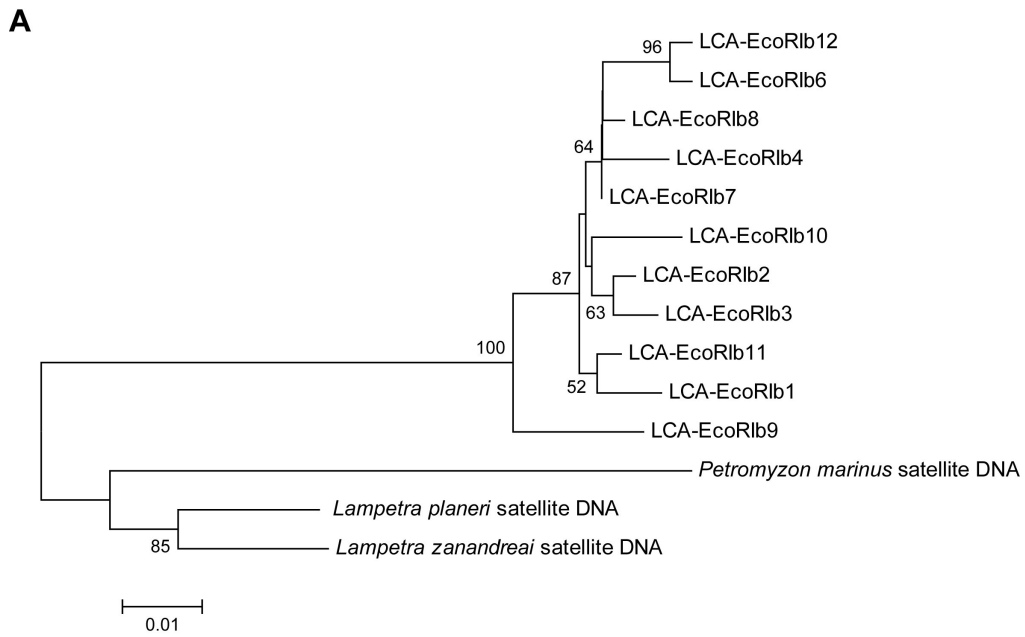 A
96
LCA-EcoRIb12
LCA-EcoRIb6
LCA-EcoRIb8
64
LCA-EcoRIb4
LCA-EcoRIb7
LCA-EcoRIb10
87
LCA-EcoRIb2
63
LCA-EcoRIb3
100
LCA-EcoRIb11
52
LCA-EcoRIb1
LCA-EcoRIb9
Petromyzon marinus satellite DNA
Lampetra planeri satellite DNA
85
Lampetra zanandreai satellite DNA
0.01